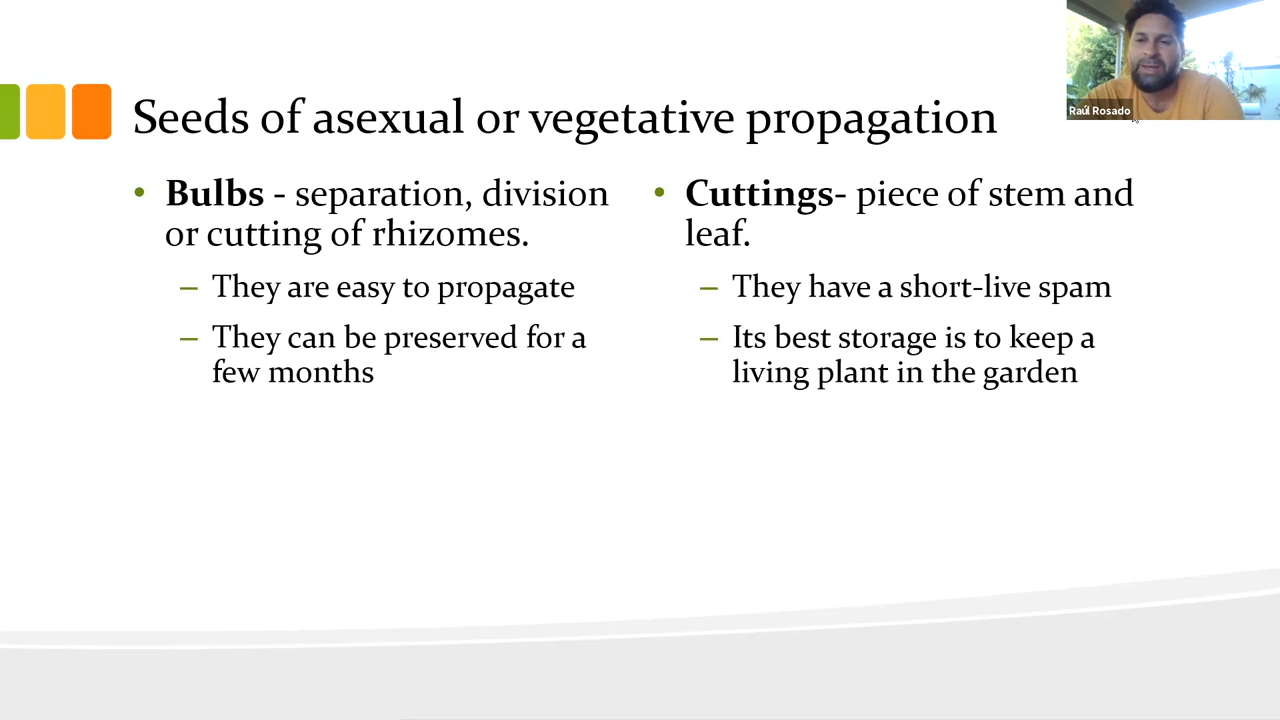 Raúl Rosado
Seeds of asexual or vegetative propagation
• Bulbs - separation, division
or cutting of rhizomes.
– They are easy to propagate
– They can be preserved for a
few months
• Cuttings- piece of stem and
leaf.
– They have a short-live spam
– Its best storage is to keep a
living plant in the garden